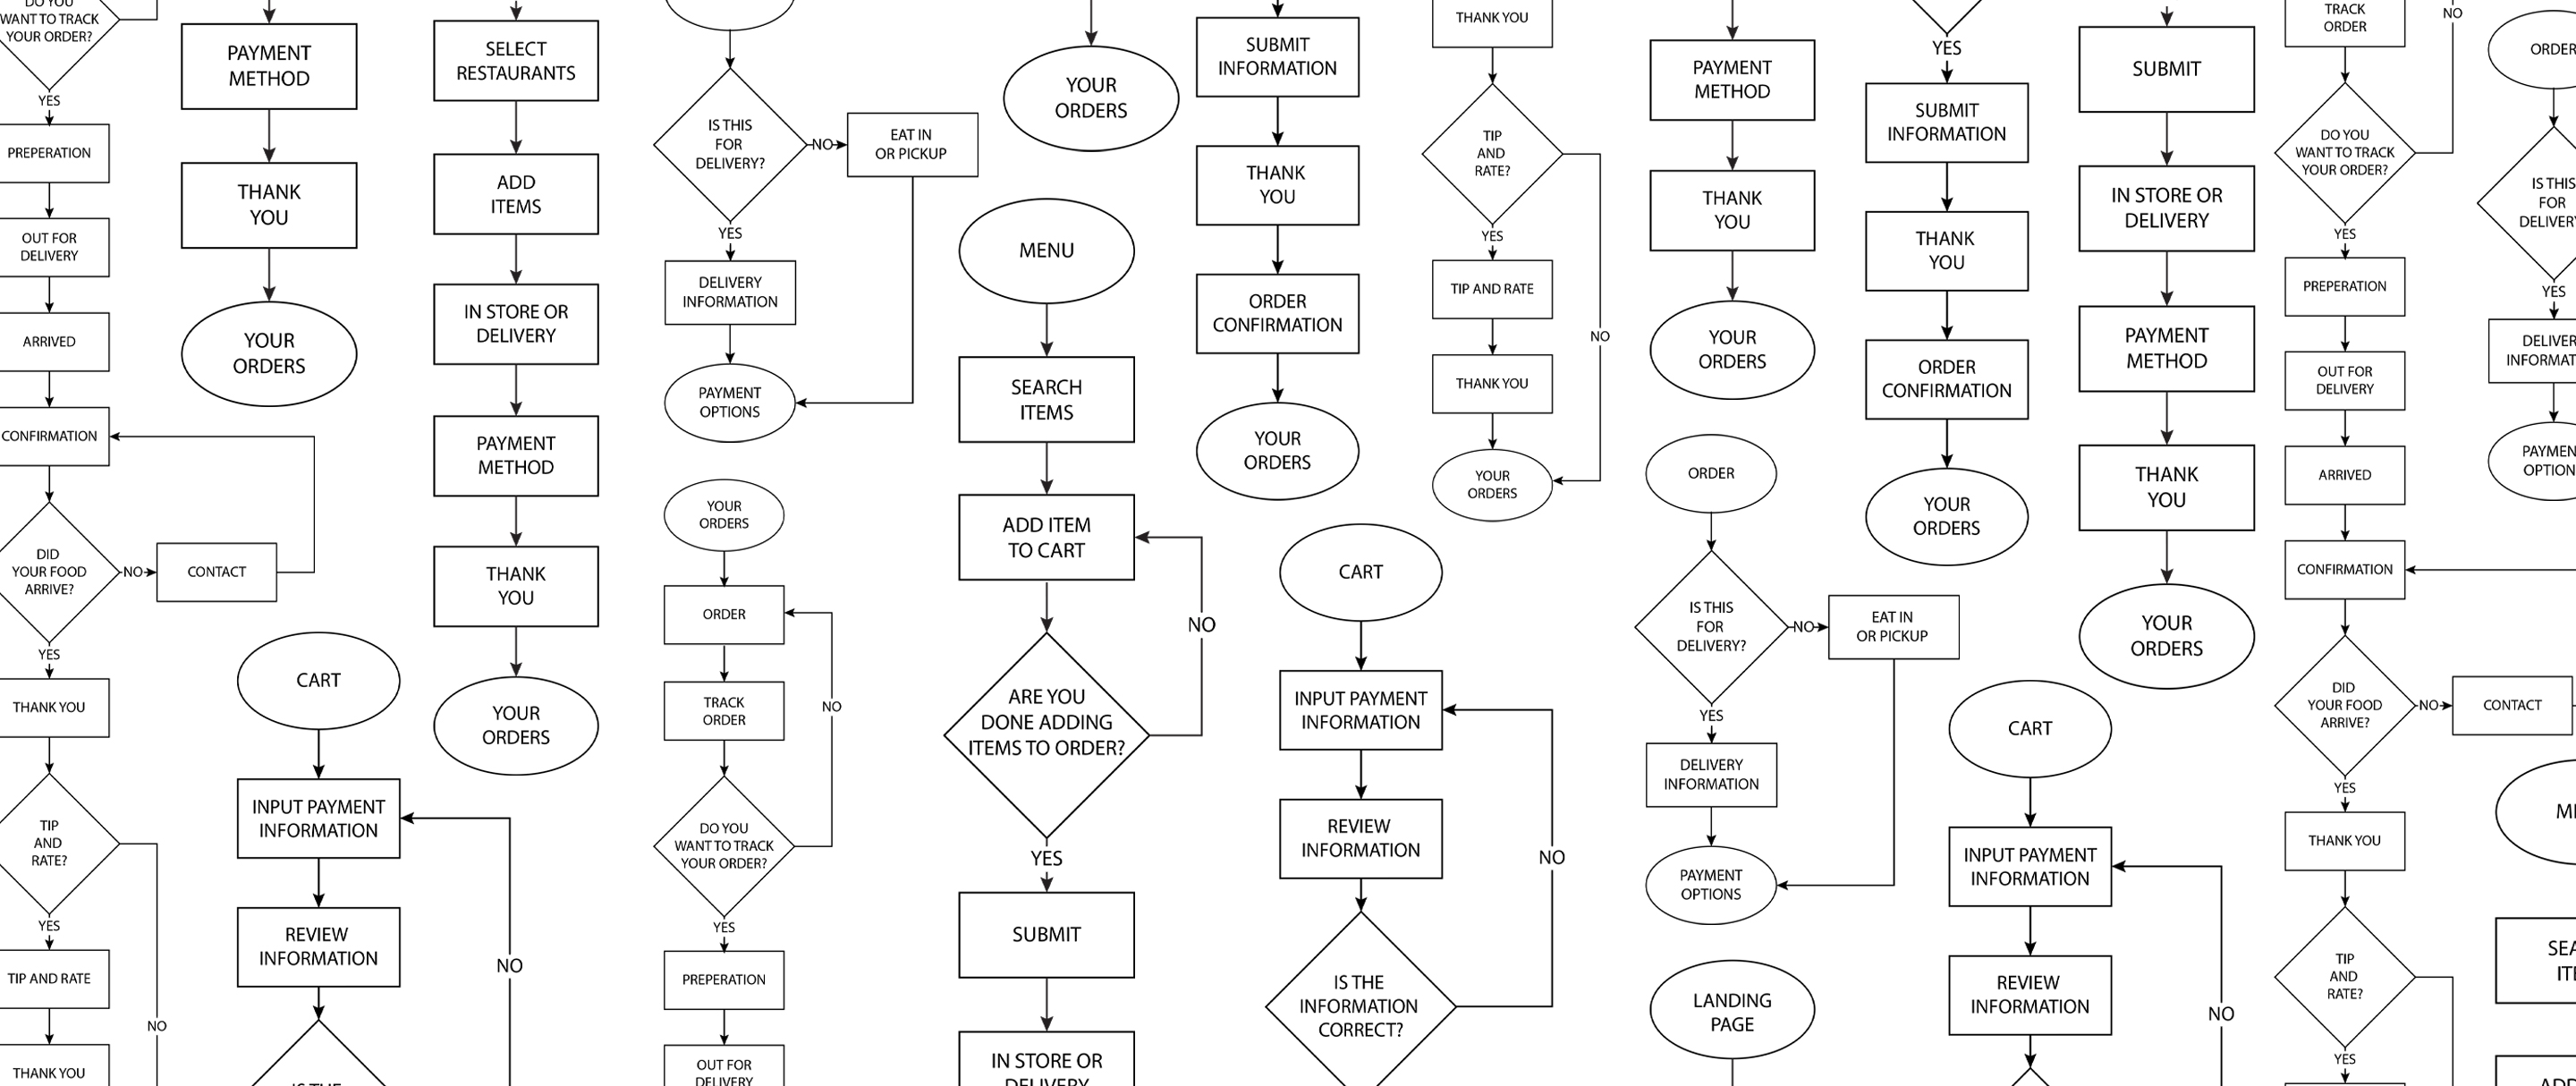 DO YOU
WANT TO TRACK
YOUR ORDER?
YES
PREPERATION
OUT FOR
DELIVERY
ARRIVED
CONFIRMATION
DID
YOUR FOOD
ARRIVE?
NO
CONTACT
YES
THANK YOU
TIP
AND
RATE?
YES
NO
TIP AND RATE
THANK YOU
PAYMENT
METHOD
THANK
YOU
YOUR
ORDERS
CART
INPUT PAYMENT
INFORMATION
REVIEW
INFORMATION
NO
IS THE
SELECT
RESTAURANTS
ADD
ITEMS
IN STORE OR
DELIVERY
PAYMENT
METHOD
THANK
YOU
YOUR
ORDERS
IS THIS
FOR
DELIVERY?
NO
EAT IN
OR PICKUP
YES
DELIVERY
INFORMATION
PAYMENT
OPTIONS
YOUR
ORDERS
ORDER
TRACK
ORDER
NO
DO YOU
WANT TO TRACK
YOUR ORDER?
YES
PREPERATION
OUT FOR
DELIVERY
YOUR
ORDERS
MENU
SEARCH
ITEMS
ADD ITEM
TO CART
NO
ARE YOU
DONE ADDING
ITEMS TO ORDER?
YES
SUBMIT
IN STORE OR
DELIVERY
SUBMIT
INFORMATION
THANK
YOU
ORDER
CONFIRMATION
YOUR
ORDERS
CART
INPUT PAYMENT
INFORMATION
REVIEW
INFORMATION
NO
IS THE
INFORMATION
CORRECT?
THANK YOU
TIP
AND
RATE?
YES
TIP AND RATE
NO
THANK YOU
YOUR
ORDERS
PAYMENT
METHOD
THANK
YOU
YOUR
ORDERS
ORDER
IS THIS
FOR
DELIVERY?
NO
EAT IN
OR PICKUP
YES
DELIVERY
INFORMATION
PAYMENT
OPTIONS
LANDING
PAGE
YES
SUBMIT
INFORMATION
THANK
YOU
ORDER
CONFIRMATION
YOUR
ORDERS
CART
INPUT PAYMENT
INFORMATION
REVIEW
INFORMATION
NO
SUBMIT
IN STORE OR
DELIVERY
PAYMENT
METHOD
THANK
YOU
YOUR
ORDERS
TRACK
ORDER
NO
DO YOU
WANT TO TRACK
YOUR ORDER?
YES
PREPERATION
OUT FOR
DELIVERY
ARRIVED
CONFIRMATION
DID
YOUR FOOD
ARRIVE?
NO
CONTACT
YES
THANK YOU
TIP
AND
RATE?
YES
ORDER
IS THIS
FOR
DELIVERY
YES